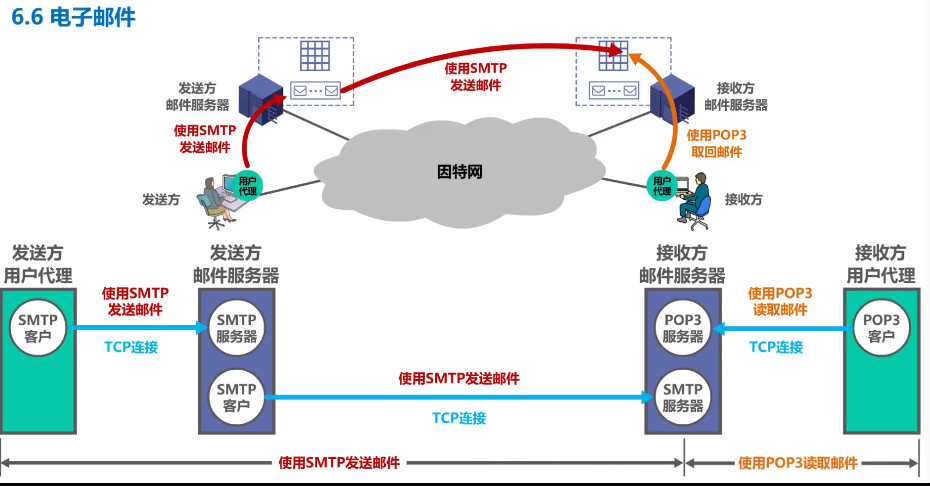 6.6 电子邮件
使用SMTP
发送邮件
发送方
邮件服务器
接收方
邮件服务器
使用SMTP
发送邮件
使用POP3
取回邮件
因特网
用户
代理
用户
代理
发送方
接收方
发送方
用户代理
发送方
邮件服务器
接收方
邮件服务器
接收方
用户代理
使用SMTP
发送邮件
使用POP3
读取邮件
SMTP
客户
SMTP
服务器
POP3
服务器
POP3
客户
TCP连接
TCP连接
使用SMTP发送邮件
SMTP
客户
SMTP
服务器
TCP连接
使用SMTP发送邮件
使用POP3读取邮件